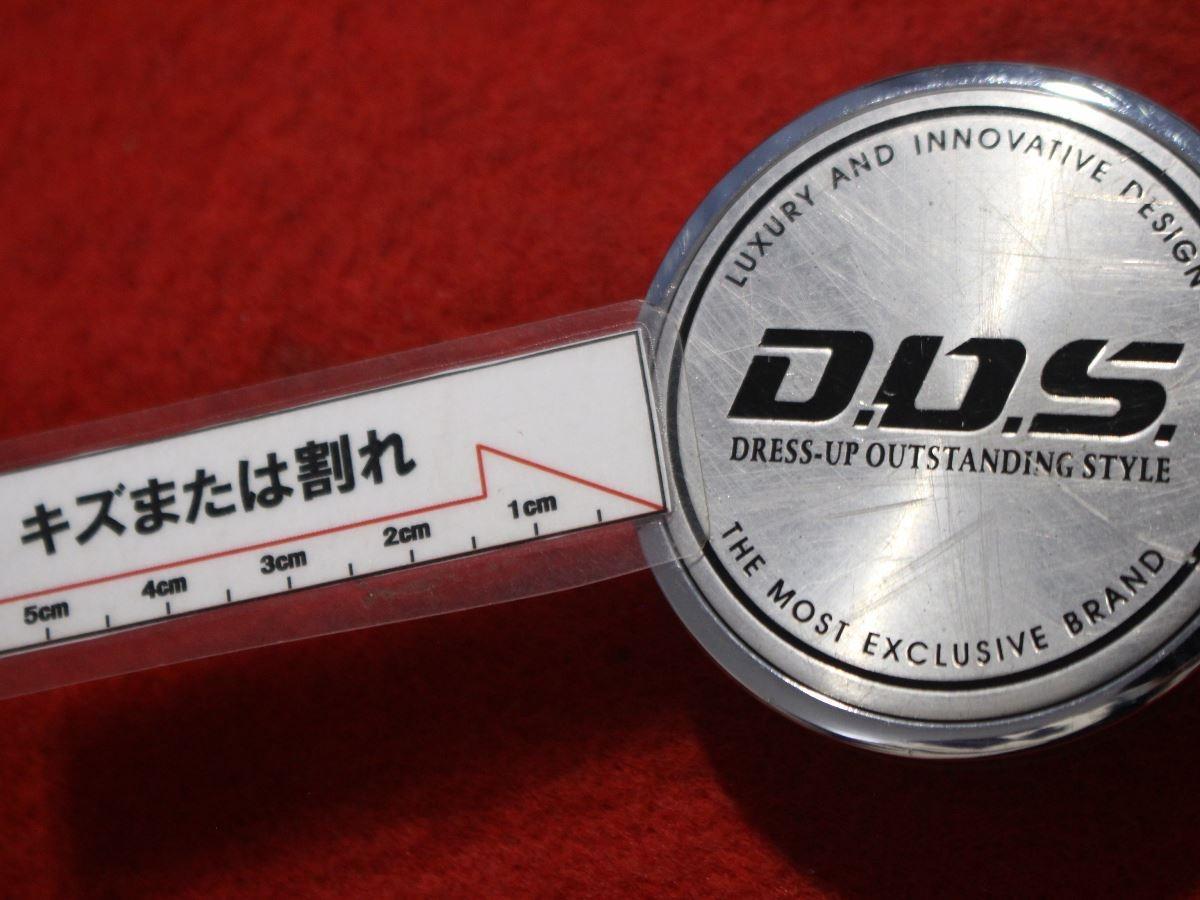 キズまたは割れ
5cm 4cm 3cm 2cm 1cm
LUXURY AND INNOVATIVE DESIGN
D.U.S.
DRESS-UP OUTSTANDING STYLE
THE MOST EXCLUSIVE BRAND